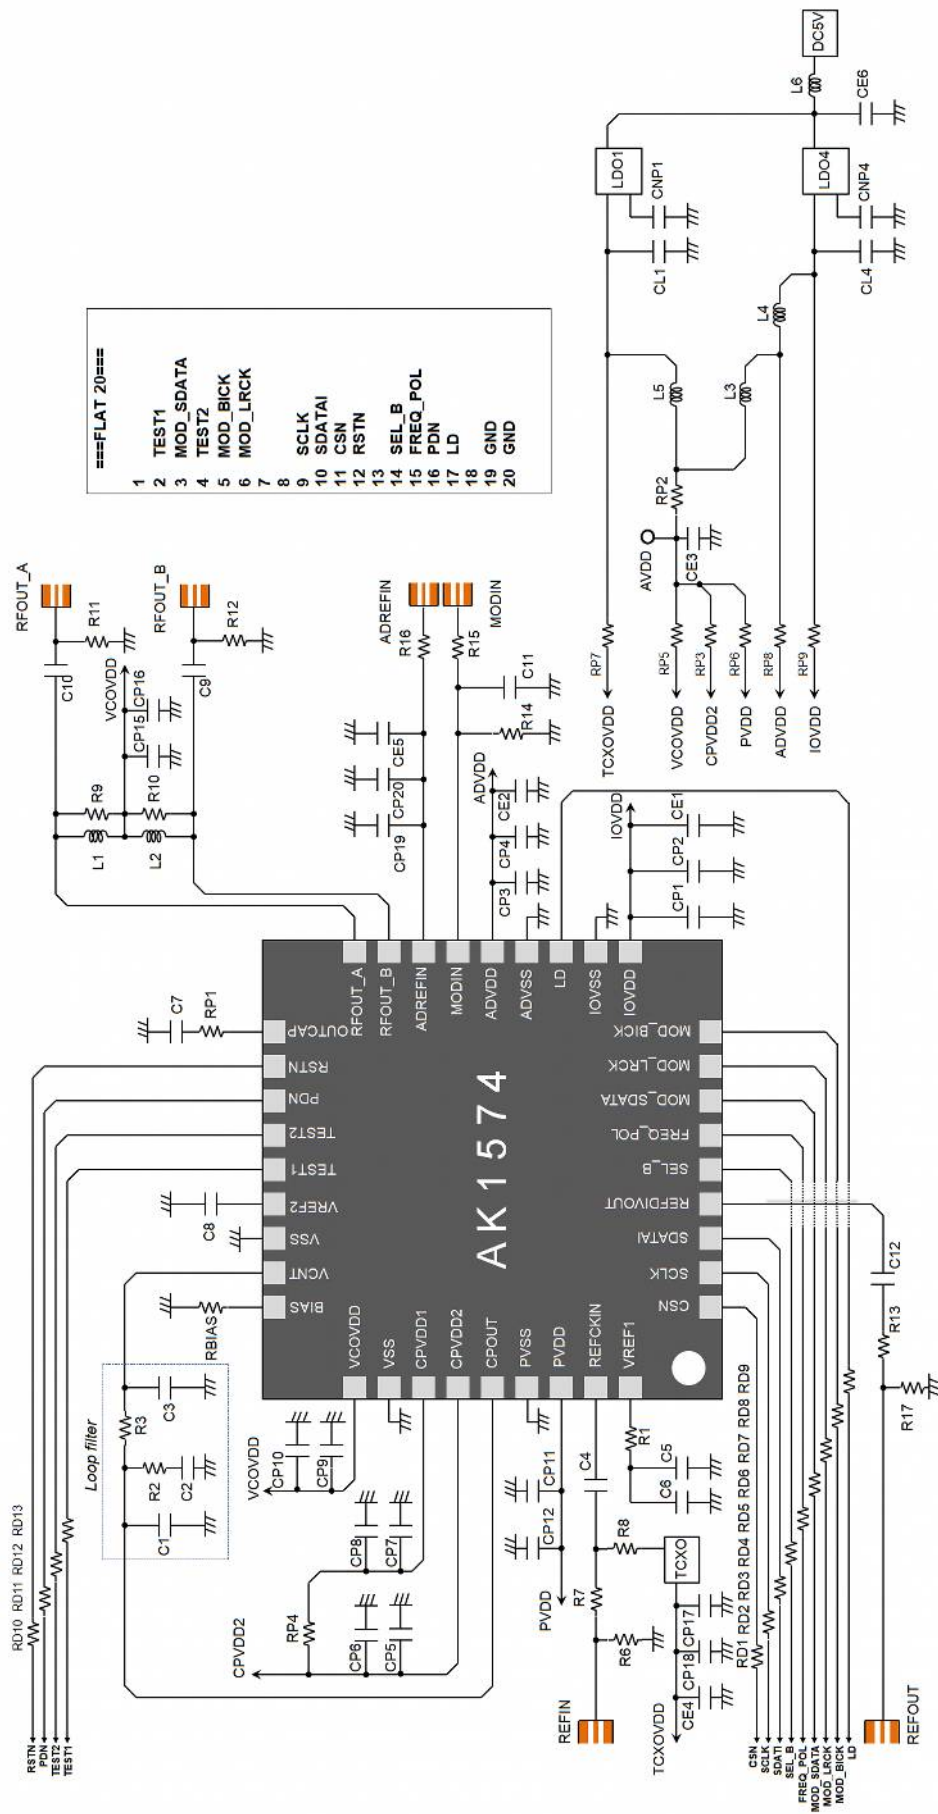 ===FLAT 20===
1
2 TEST1
3 MOD_SDATA
4 TEST2
5 MOD_BICK
6 MOD_LRCK
7
8
9 SCLK
10 SDATAI
11 CSN
12 RSTN
13
14 SEL_B
15 FREQ_POL
16 PDN
17 LD
18
19 GND
20 GND
RSTN
PDN
TEST2
TEST1
RD10 RD11 RD12 RD13
Loop filter
C1
R2
C2
R3
C3
RBIAS
C8
C7
RP1
L1
R9
L2
R10
CP15
CP16
VCOVDD
C10
R11
RFOUT_A
C9
R12
RFOUT_B
CPVDD2
RP4
CP6
CP5
CP8
CP7
VCOVDD
CP10
CP9
BIAS
VCNT
VSS
VREF2
TEST1
TEST2
PDN
RSTN
OUTCAP
VCOVDD
VSS
CPVDD1
CPVDD2
CPOUT
PVSS
PVDD
REFCKIN
VREF1
AK1574
RFOUT_A
RFOUT_B
ADREFIN
MODIN
ADVDD
ADVSS
LD
IOVSS
IOVDD
CSN
SCLK
SDATAI
REFDIVOUT
SEL_B
FREQ_POL
MOD_SDATA
MOD_LRCK
MOD_BICK
CP19
CP20
CE5
R16
ADREFIN
R14
C11
R15
MODIN
CP3
CP4
CE2
ADVDD
CP1
CP2
CE1
IOVDD
PVDD
CP12
CP11
REFIN
R6
R7
R8
C4
TCXO
TCXOVDD
CE4
CP18
CP17
R1
C6
C5
CSN
SCLK
SDATI
SEL_B
FREQ_POL
MOD_SDATA
MOD_LRCK
MOD_BICK
LD
RD1 RD2 RD3 RD4 RD5 RD6 RD7 RD8 RD9
REFOUT
R17
R13
C12
TCXOVDD
RP7
VCOVDD
RP5
CPVDD2
RP3
PVDD
RP6
ADVDD
RP8
IOVDD
RP9
AVDD
CE3
RP2
L5
L3
L4
CL1
CNP1
LDO1
CL4
CNP4
LDO4
L6
CE6
DC5V